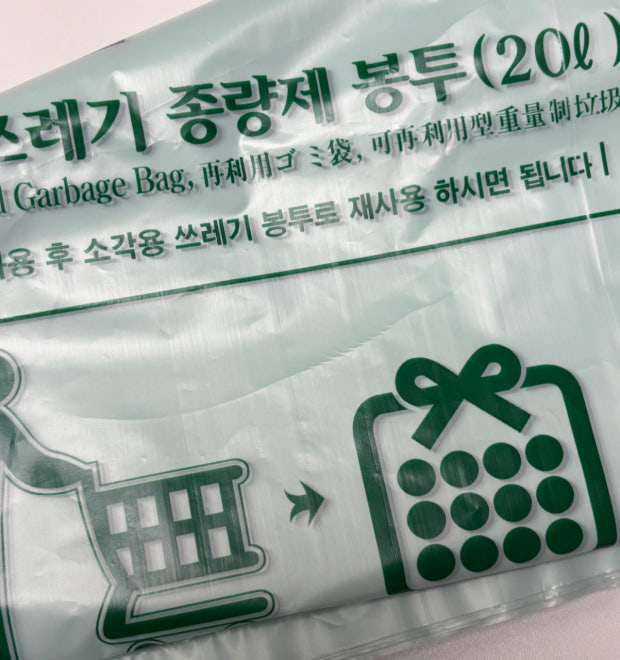 쓰레기 종량제 봉투(20ℓ)
Garbage Bag, 再利用ゴミ袋, 可再利用型重量制垃圾
후 소각용 쓰레기 봉투로 재사용 하시면 됩니다